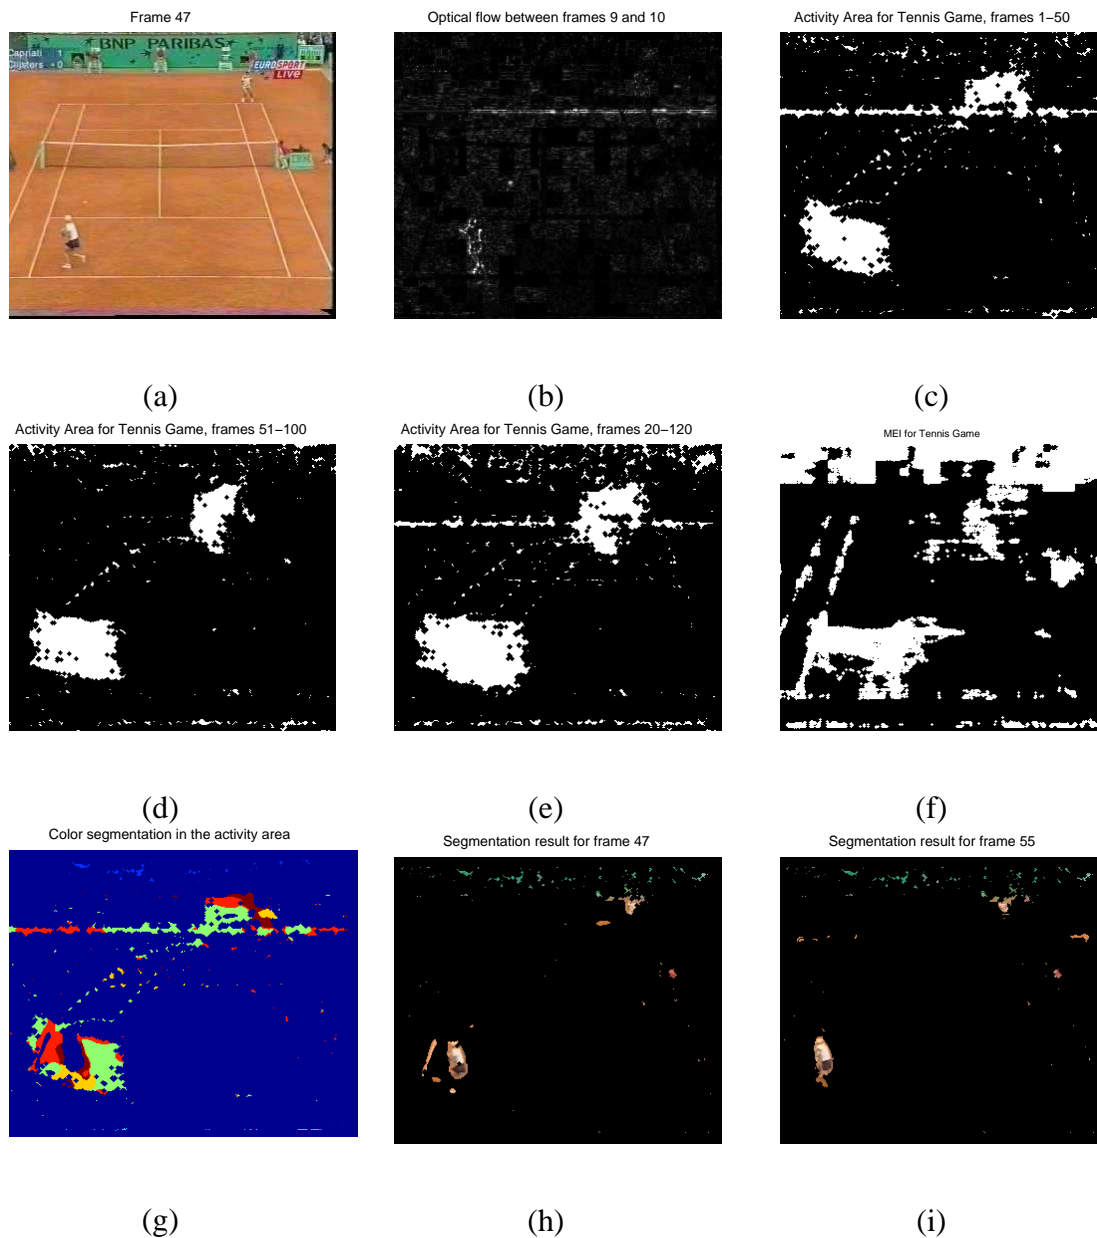 Frame 47
Optical flow between frames 9 and 10
Activity Area for Tennis Game, frames 1−50
BNP PARIBAS
Capriati 1
Clijsters 0
EUROSPORT
Live
(a)
(b)
(c)
Activity Area for Tennis Game, frames 51−100
Activity Area for Tennis Game, frames 20−120
MEI for Tennis Game
(d)
(e)
(f)
Color segmentation in the activity area
Segmentation result for frame 47
Segmentation result for frame 55
(g)
(h)
(i)